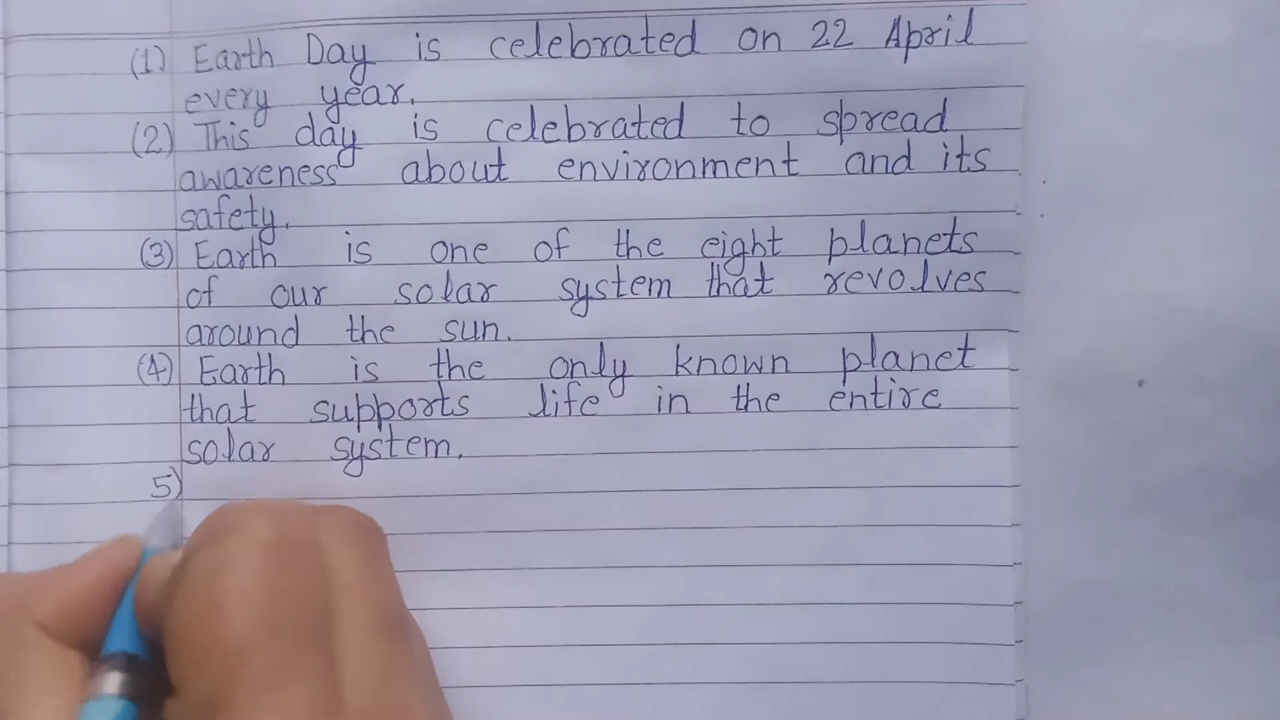 (1) Earth Day is celebrated on 22 April
every year.
(2) This day is celebrated to spread
awareness about environment and its
safety.
(3) Earth is one of the eight planets
of our solar system that revolves
around the sun.
(4) Earth is the only known planet
that supports life in the entire
solar system.
5)